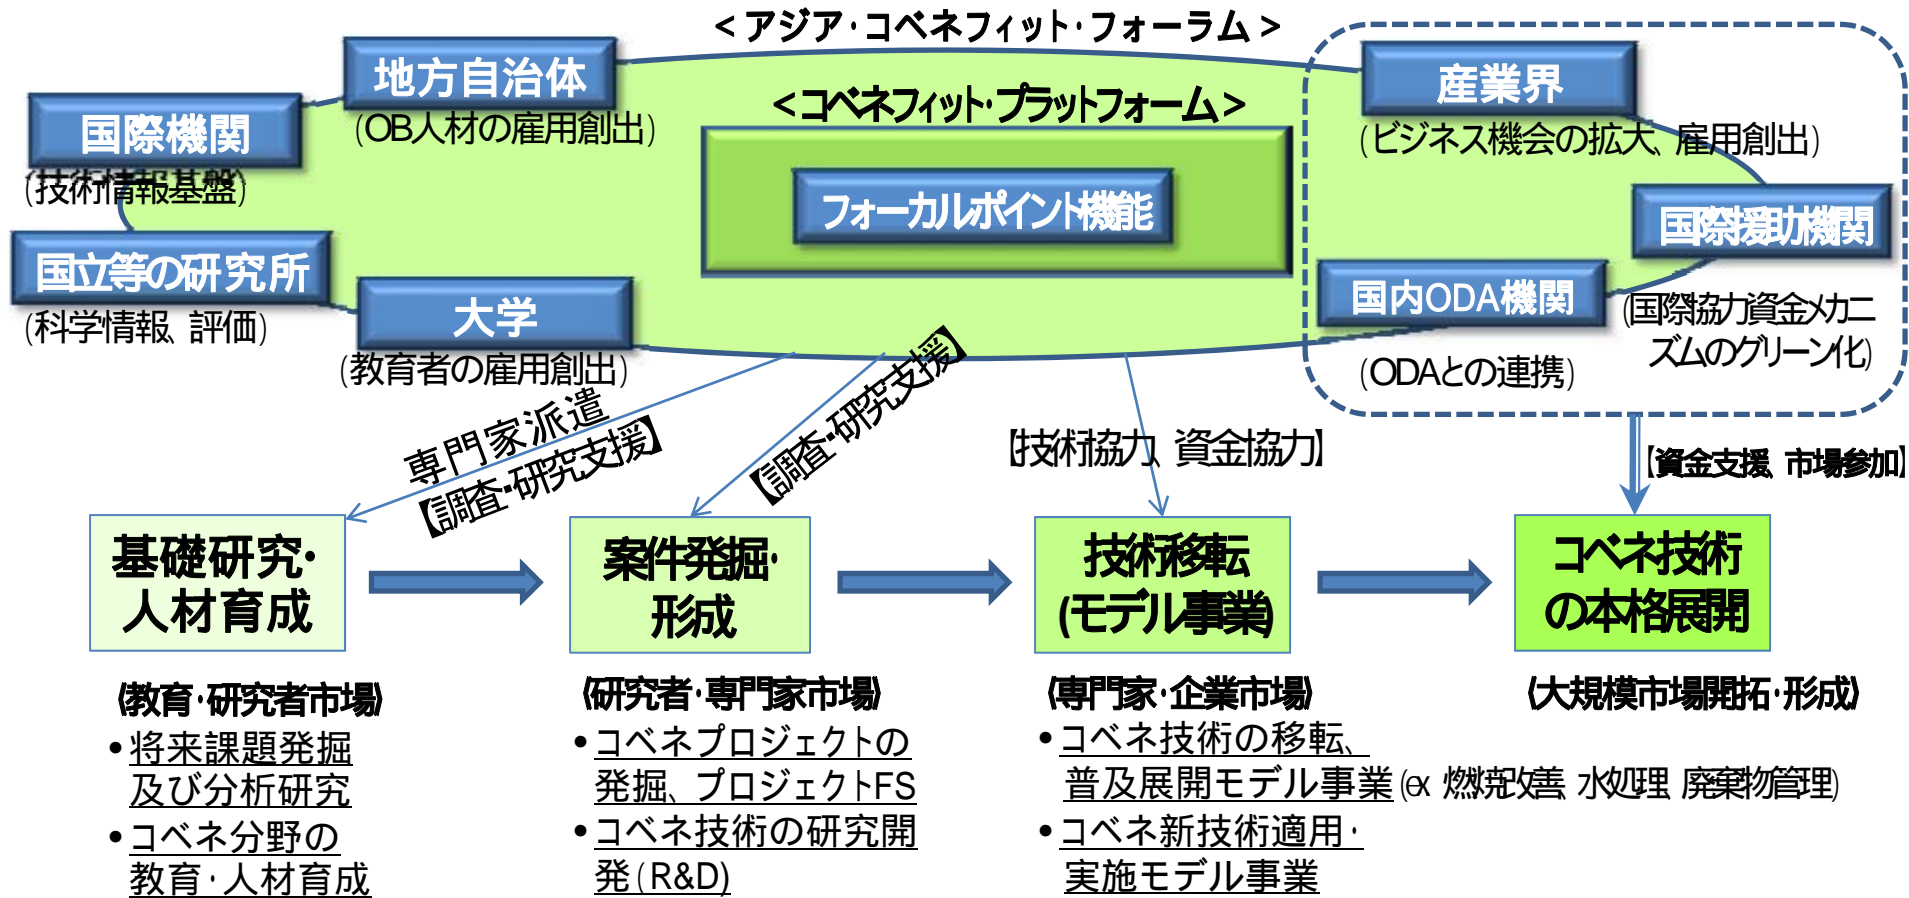 <アジア・コベネフィット・フォーラム>
地方自治体
(OB人材の雇用創出)
国際機関
(技術情報基盤)
国立等の研究所
(科学情報、評価)
大学
(教育者の雇用創出)
<コベネフィット・プラットフォーム>
フォーカルポイント機能
産業界
(ビジネス機会の拡大、雇用創出)
国際援助機関
(国際協力資金メカニ
ズムのグリーン化)
国内ODA機関
(ODAとの連携)
専門家派遣
【調査・研究支援】
【調査・研究支援】
【技術協力、資金協力】
【資金支援、市場参加】
基礎研究・
人材育成
案件発掘・
形成
技術移転
(モデル事業)
コベネ技術
の本格展開
《教育・研究者市場》
•将来課題発掘
及び分析研究
•コベネ分野の
教育・人材育成
《研究者・専門家市場》
•コベネプロジェクトの
発掘、プロジェクトFS
•コベネ技術の研究開
発(R&D)
《専門家・企業市場》
•コベネ技術の移転、
普及展開モデル事業(ex 燃焼改善、水処理、廃棄物管理)
•コベネ新技術適用・
実施モデル事業
《大規模市場開拓・形成》